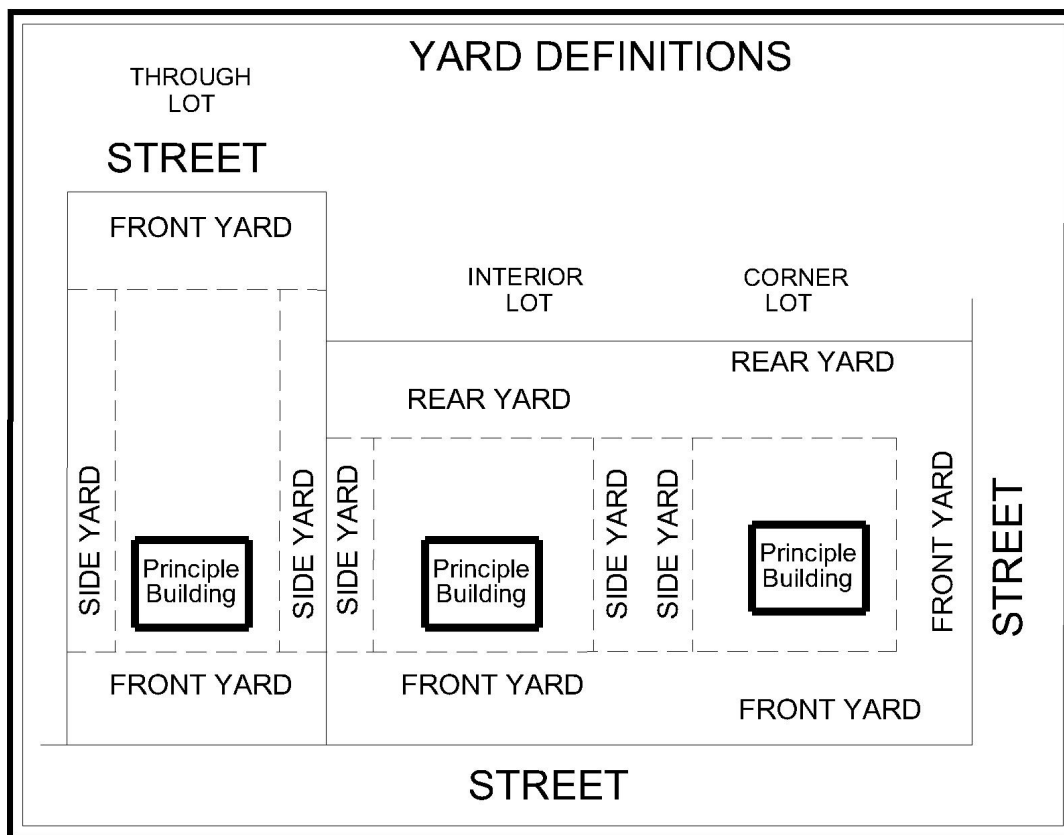 YARD DEFINITIONS
THROUGH
LOT
STREET
FRONT YARD
INTERIOR
LOT
CORNER
LOT
REAR YARD
REAR YARD
SIDE YARD
Principle
Building
SIDE YARD
SIDE YARD
Principle
Building
SIDE YARD
SIDE YARD
Principle
Building
FRONT YARD
STREET
FRONT YARD
FRONT YARD
FRONT YARD
STREET